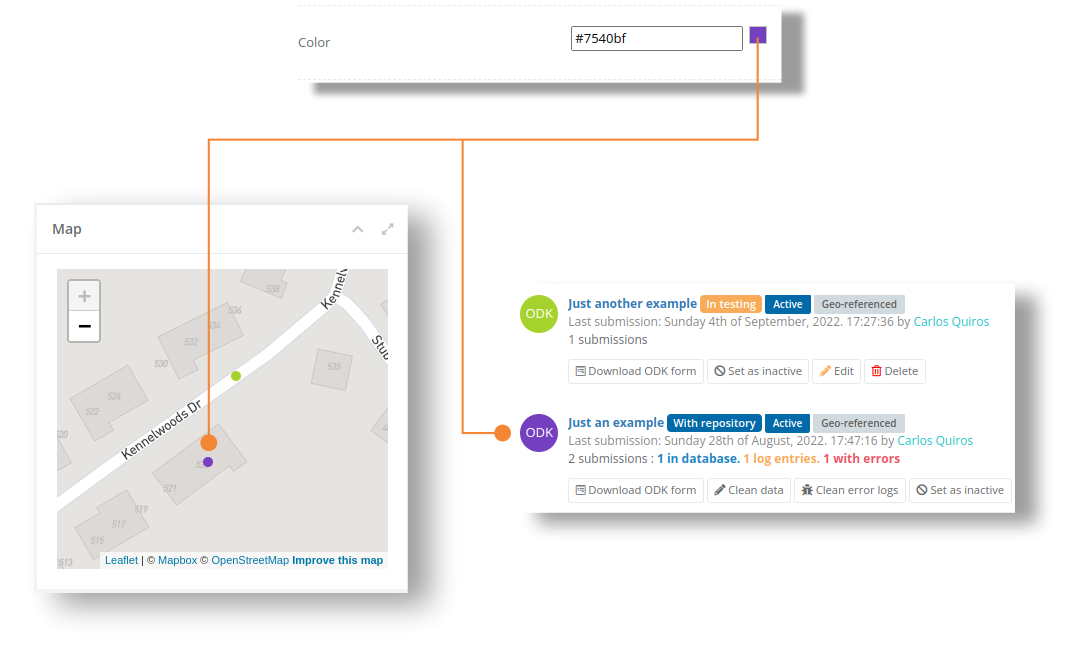 Color #7540bf
Map
+
−
Kennelw
538
536
534
532
530
535
Stub
524
522
520
Kennelwoods Dr
521
519
517
515
513
Leaflet | © Mapbox © OpenStreetMap Improve this map
ODK
Just another example In testing Active Geo-referenced
Last submission: Sunday 4th of September, 2022. 17:27:36 by Carlos Quiros
1 submissions
Download ODK form Set as inactive Edit Delete
ODK
Just an example With repository Active Geo-referenced
Last submission: Sunday 28th of August, 2022. 17:47:16 by Carlos Quiros
2 submissions : 1 in database. 1 log entries. 1 with errors
Download ODK form Clean data Clean error logs Set as inactive